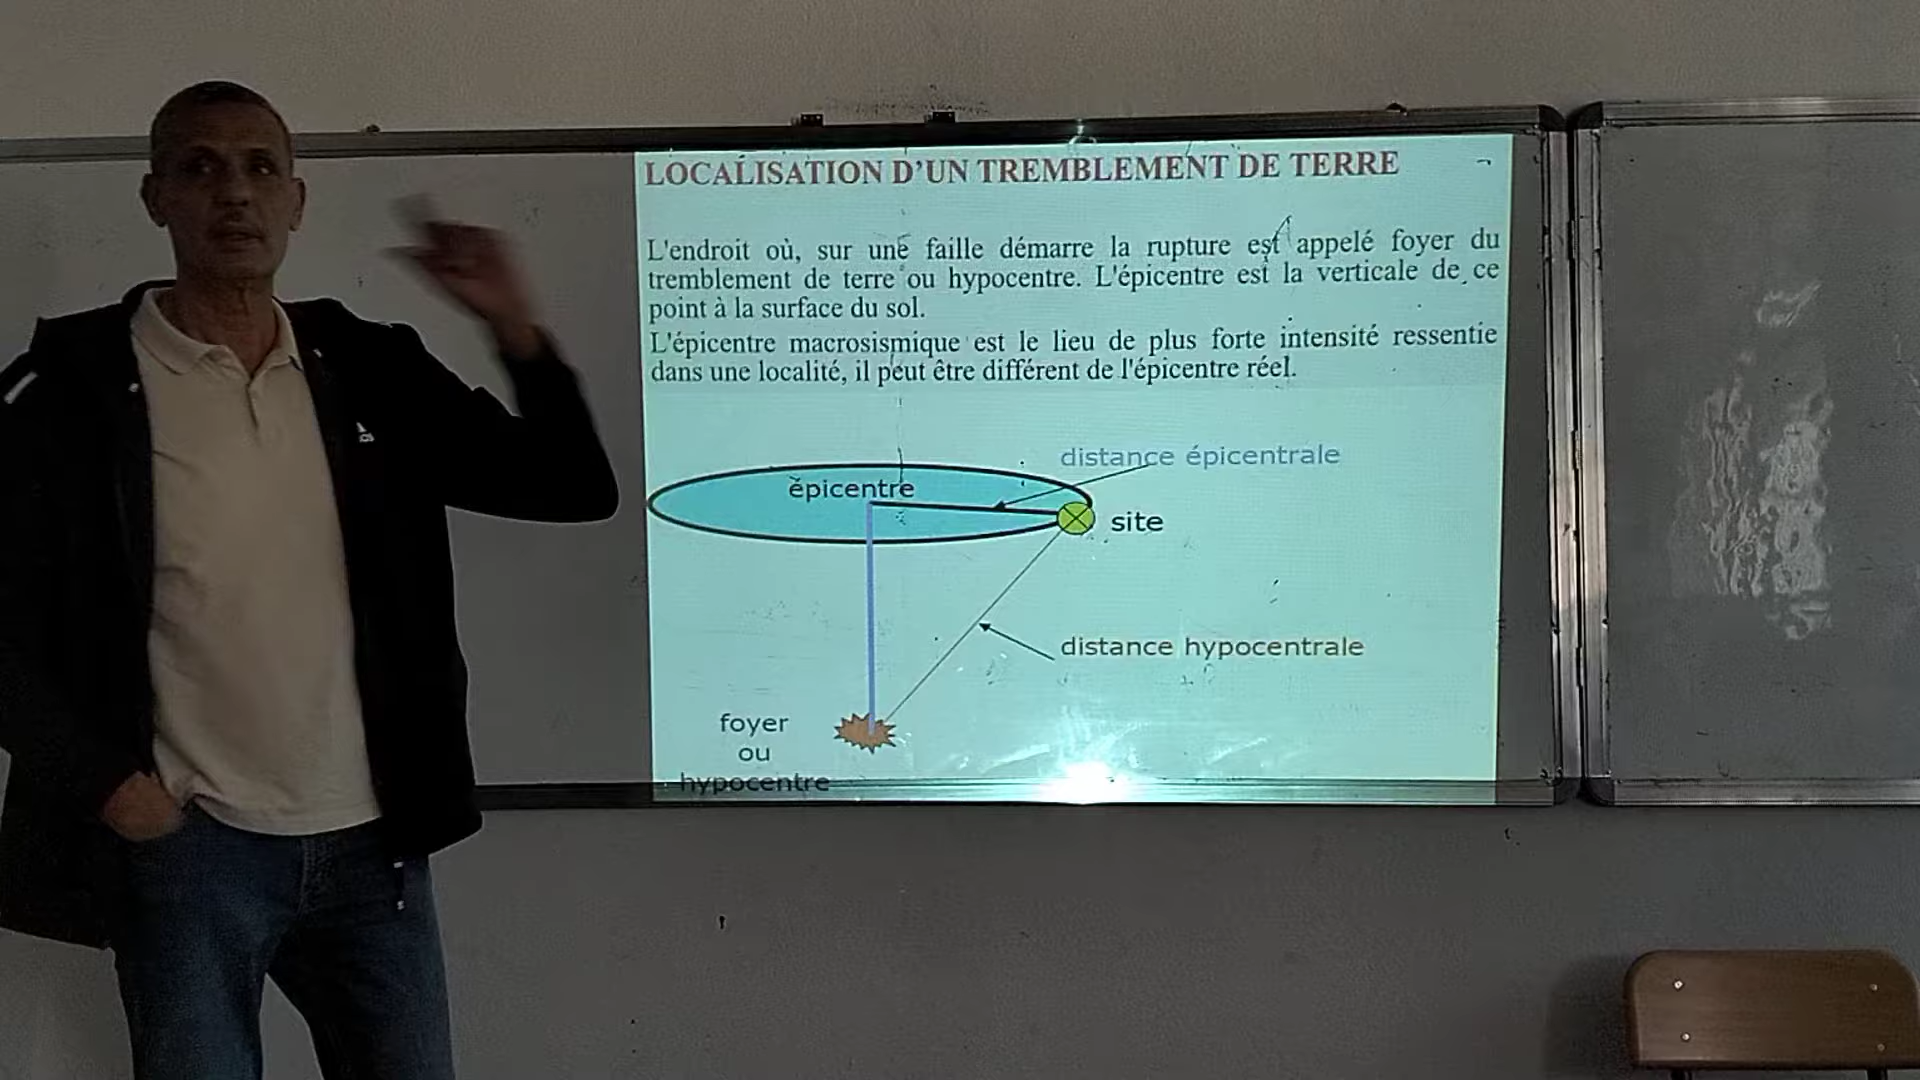 LOCALISATION D'UN TREMBLEMENT DE TERRE
L'endroit où, sur une faille démarre la rupture est appelé foyer du
tremblement de terre ou hypocentre. L'épicentre est la verticale de ce
point à la surface du sol.
L'épicentre macrosismique est le lieu de plus forte intensité ressentie
dans une localité, il peut être différent de l'épicentre réel.
distance épicentrale
épicentre
site
distance hypocentrale
foyer
ou
hypocentre